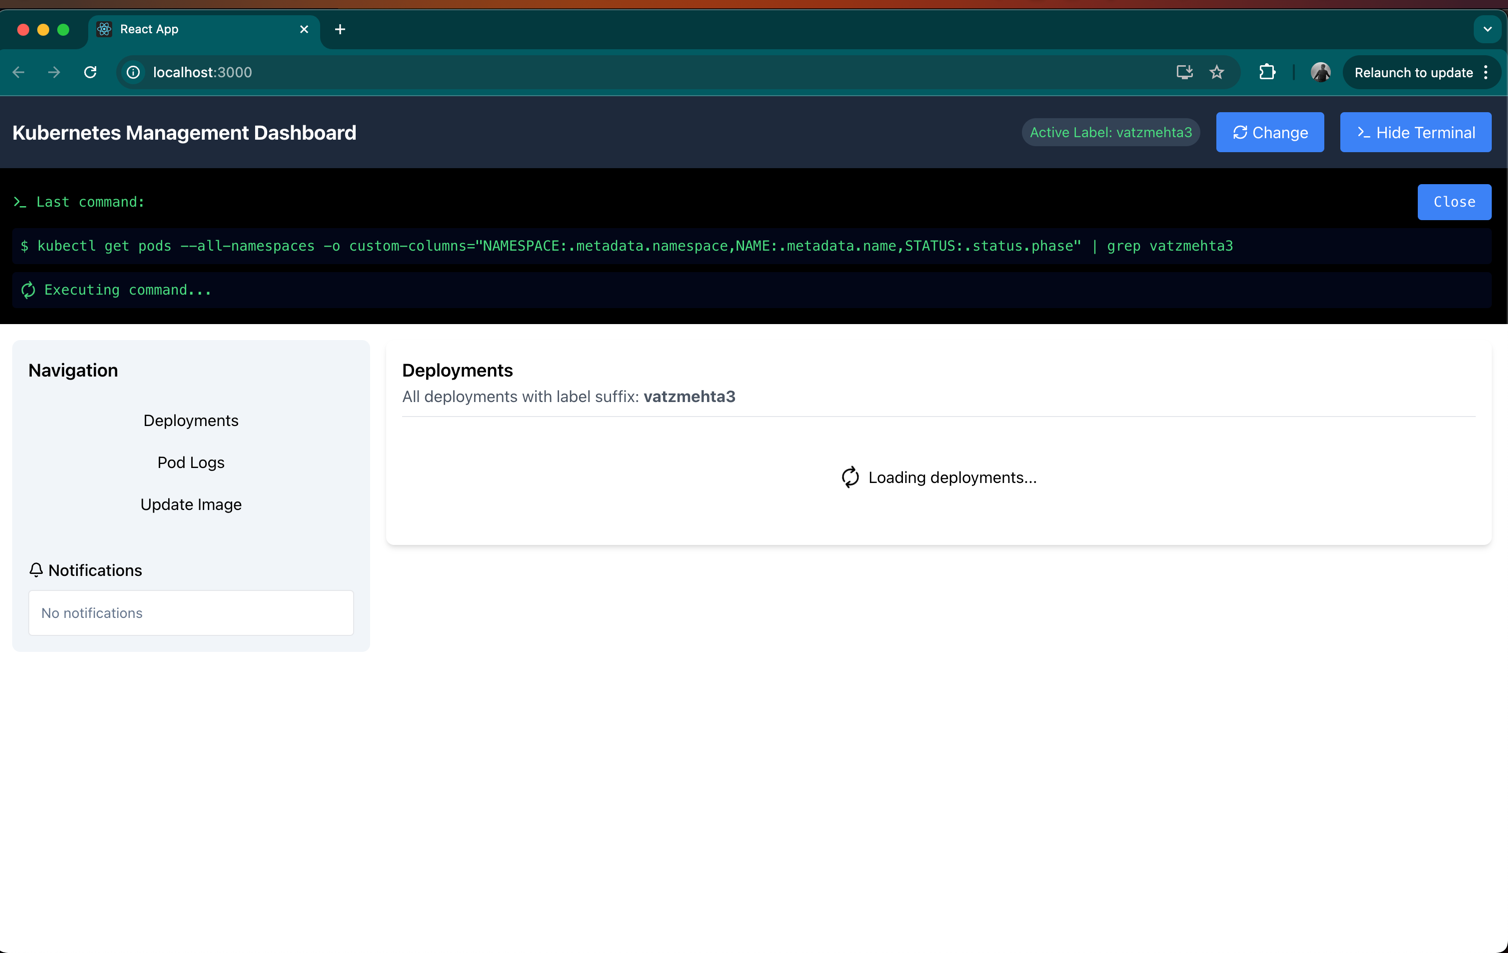 React App
localhost:3000
Relaunch to update
Kubernetes Management Dashboard
Active Label: vatzmehta3
Change
>_ Hide Terminal
>_ Last command:
Close
$ kubectl get pods --all-namespaces -o custom-columns="NAMESPACE:.metadata.namespace,NAME:.metadata.name,STATUS:.status.phase" | grep vatzmehta3
Executing command...
Navigation
Deployments
Pod Logs
Update Image
Notifications
No notifications
Deployments
All deployments with label suffix: vatzmehta3
Loading deployments...